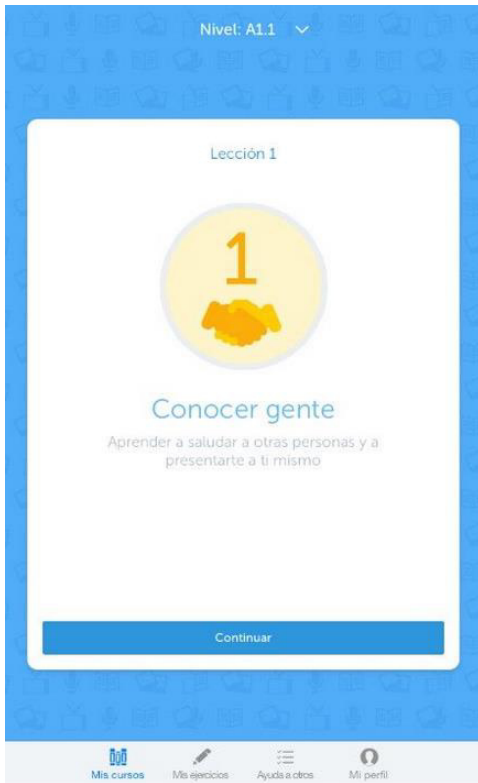 Nivel: A1.1
Lección 1
1
Conocer gente
Aprender a saludar a otras personas y a
presentarte a ti mismo
Continuar
Mis cursos
Mis ejercicios
Ayuda a otros
Mi perfil